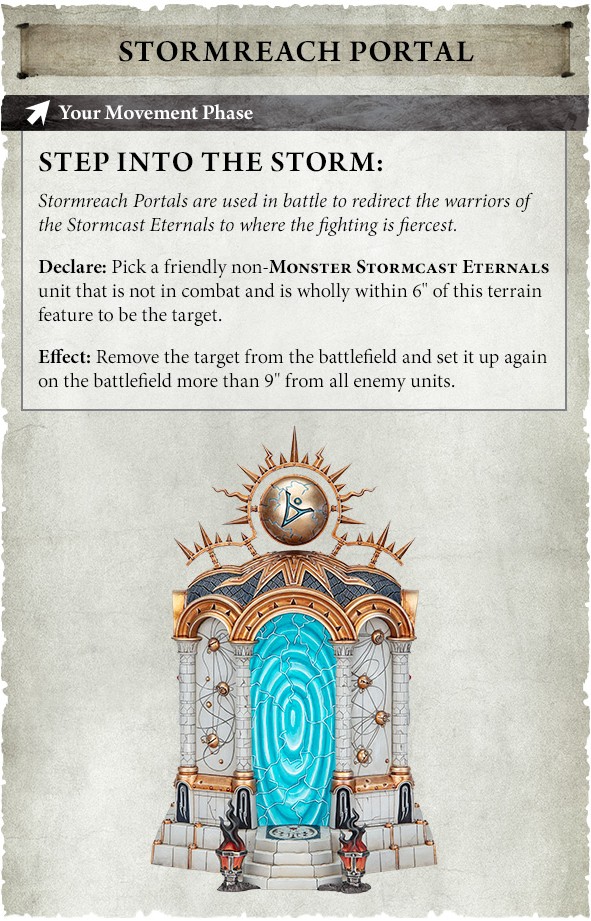 STORMREACH PORTAL
Your Movement Phase
STEP INTO THE STORM:
Stormreach Portals are used in battle to redirect the warriors of
the Stormcast Eternals to where the fighting is fiercest.
Declare: Pick a friendly non-MONSTER STORMCAST ETERNALS
unit that is not in combat and is wholly within 6" of this terrain
feature to be the target.
Effect: Remove the target from the battlefield and set it up again
on the battlefield more than 9" from all enemy units.